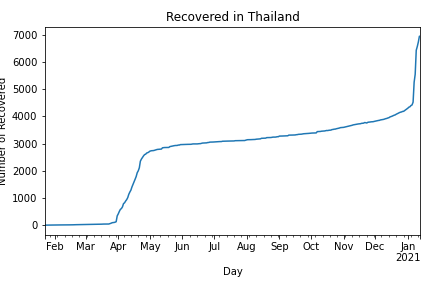 Recovered in Thailand
Number of Recovered
7000
6000
5000
4000
3000
2000
1000
0
Feb Mar Apr May Jun Jul Aug Sep Oct Nov Dec Jan
2021
Day